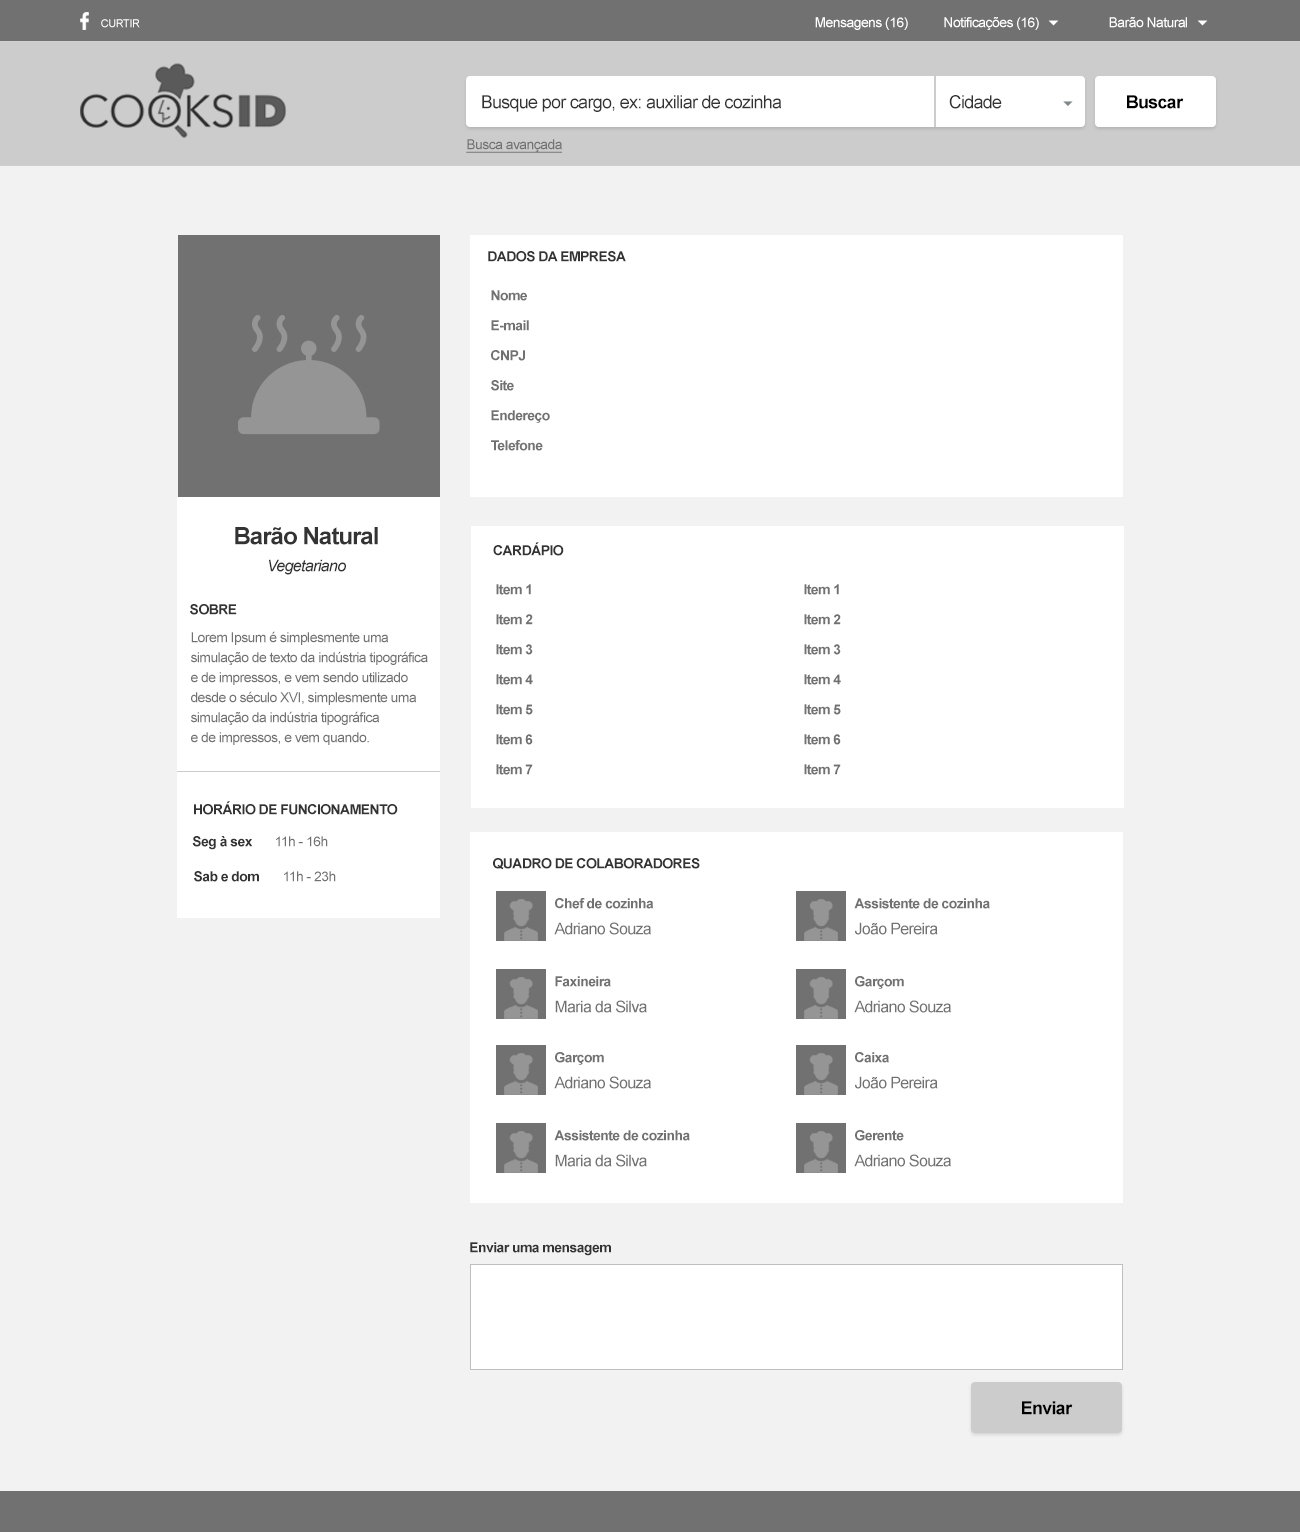 CURTIR
Mensagens (16)
Notificações (16)
Barão Natural
COOKSID
Busque por cargo, ex: auxiliar de cozinha
Cidade
Buscar
Busca avançada
Barão Natural
Vegetariano
SOBRE
Lorem Ipsum é simplesmente uma
simulação de texto da indústria tipográfica
e de impressos, e vem sendo utilizado
desde o século XVI, simplesmente uma
simulação da indústria tipográfica
e de impressos, e vem quando.
HORÁRIO DE FUNCIONAMENTO
Seg à sex 11h - 16h
Sab e dom 11h - 23h
DADOS DA EMPRESA
Nome
E-mail
CNPJ
Site
Endereço
Telefone
CARDÁPIO
Item 1 Item 1
Item 2 Item 2
Item 3 Item 3
Item 4 Item 4
Item 5 Item 5
Item 6 Item 6
Item 7 Item 7
QUADRO DE COLABORADORES
Chef de cozinha
Adriano Souza
Assistente de cozinha
João Pereira
Faxineira
Maria da Silva
Garçom
Adriano Souza
Garçom
Adriano Souza
Caixa
João Pereira
Assistente de cozinha
Maria da Silva
Gerente
Adriano Souza
Enviar uma mensagem
Enviar